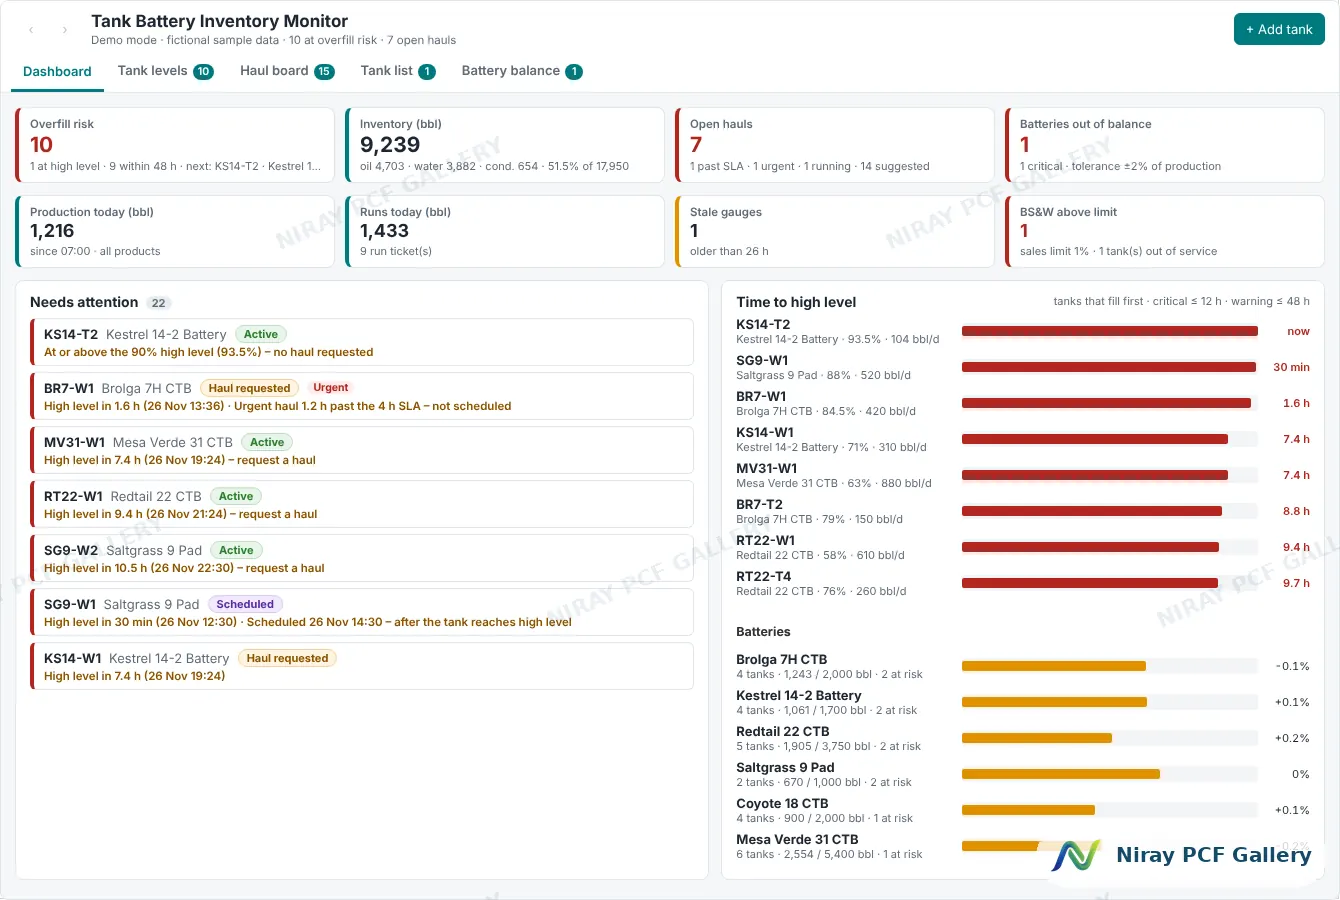 ‹ ›
Tank Battery Inventory Monitor
Demo mode · fictional sample data · 10 at overfill risk · 7 open hauls
+ Add tank
Dashboard Tank levels 10 Haul board 15 Tank list 1 Battery balance 1
Overfill risk
10
1 at high level · 9 within 48 h · next: KS14-T2 · Kestrel 1...
Inventory (bbl)
9,239
oil 4,703 · water 3,882 · cond. 654 · 51.5% of 17,950
Open hauls
7
1 past SLA · 1 urgent · 1 running · 14 suggested
Batteries out of balance
1
1 critical · tolerance ±2% of production
Production today (bbl)
1,216
since 07:00 · all products
Runs today (bbl)
1,433
9 run ticket(s)
Stale gauges
1
older than 26 h
BS&W above limit
1
sales limit 1% · 1 tank(s) out of service
Needs attention 22
KS14-T2 Kestrel 14-2 Battery Active
At or above the 90% high level (93.5%) – no haul requested
BR7-W1 Brolga 7H CTB Haul requested Urgent
High level in 1.6 h (26 Nov 13:36) · Urgent haul 1.2 h past the 4 h SLA – not scheduled
MV31-W1 Mesa Verde 31 CTB Active
High level in 7.4 h (26 Nov 19:24) – request a haul
RT22-W1 Redtail 22 CTB Active
High level in 9.4 h (26 Nov 21:24) – request a haul
SG9-W2 Saltgrass 9 Pad Active
High level in 10.5 h (26 Nov 22:30) – request a haul
SG9-W1 Saltgrass 9 Pad Scheduled
High level in 30 min (26 Nov 12:30) · Scheduled 26 Nov 14:30 – after the tank reaches high level
KS14-W1 Kestrel 14-2 Battery Haul requested
High level in 7.4 h (26 Nov 19:24)
Time to high level
tanks that fill first · critical ≤ 12 h · warning ≤ 48 h
KS14-T2
Kestrel 14-2 Battery · 93.5% · 104 bbl/d
now
SG9-W1
Saltgrass 9 Pad · 88% · 520 bbl/d
30 min
BR7-W1
Brolga 7H CTB · 84.5% · 420 bbl/d
1.6 h
KS14-W1
Kestrel 14-2 Battery · 71% · 310 bbl/d
7.4 h
MV31-W1
Mesa Verde 31 CTB · 63% · 880 bbl/d
7.4 h
BR7-T2
Brolga 7H CTB · 79% · 150 bbl/d
8.8 h
RT22-W1
Redtail 22 CTB · 58% · 610 bbl/d
9.4 h
RT22-T4
Redtail 22 CTB · 76% · 260 bbl/d
9.7 h
Batteries
Brolga 7H CTB
4 tanks · 1,243 / 2,000 bbl · 2 at risk
-0.1%
Kestrel 14-2 Battery
4 tanks · 1,061 / 1,700 bbl · 2 at risk
+0.1%
Redtail 22 CTB
5 tanks · 1,905 / 3,750 bbl · 2 at risk
+0.2%
Saltgrass 9 Pad
2 tanks · 670 / 1,000 bbl · 2 at risk
0%
Coyote 18 CTB
4 tanks · 900 / 2,000 bbl · 1 at risk
+0.1%
Mesa Verde 31 CTB
6 tanks · 2,554 / 5,400 bbl · 1 at risk
Niray PCF Gallery
NIRAY PCF GALLERY
NIRAY PCF GALLERY
NIRAY PCF GALLERY